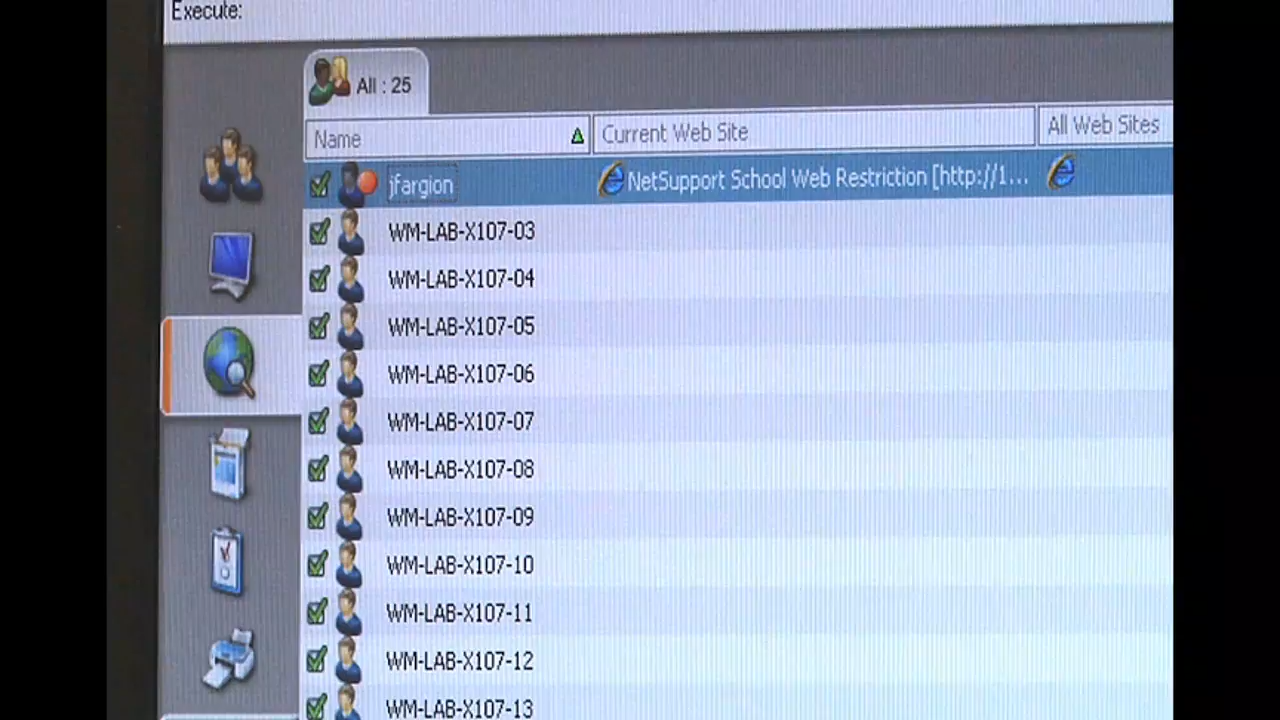 Execute:
All : 25
Name Current Web Site All Web Sites
jfargion NetSupport School Web Restriction [http://1...
WM-LAB-X107-03
WM-LAB-X107-04
WM-LAB-X107-05
WM-LAB-X107-06
WM-LAB-X107-07
WM-LAB-X107-08
WM-LAB-X107-09
WM-LAB-X107-10
WM-LAB-X107-11
WM-LAB-X107-12
WM-LAB-X107-13